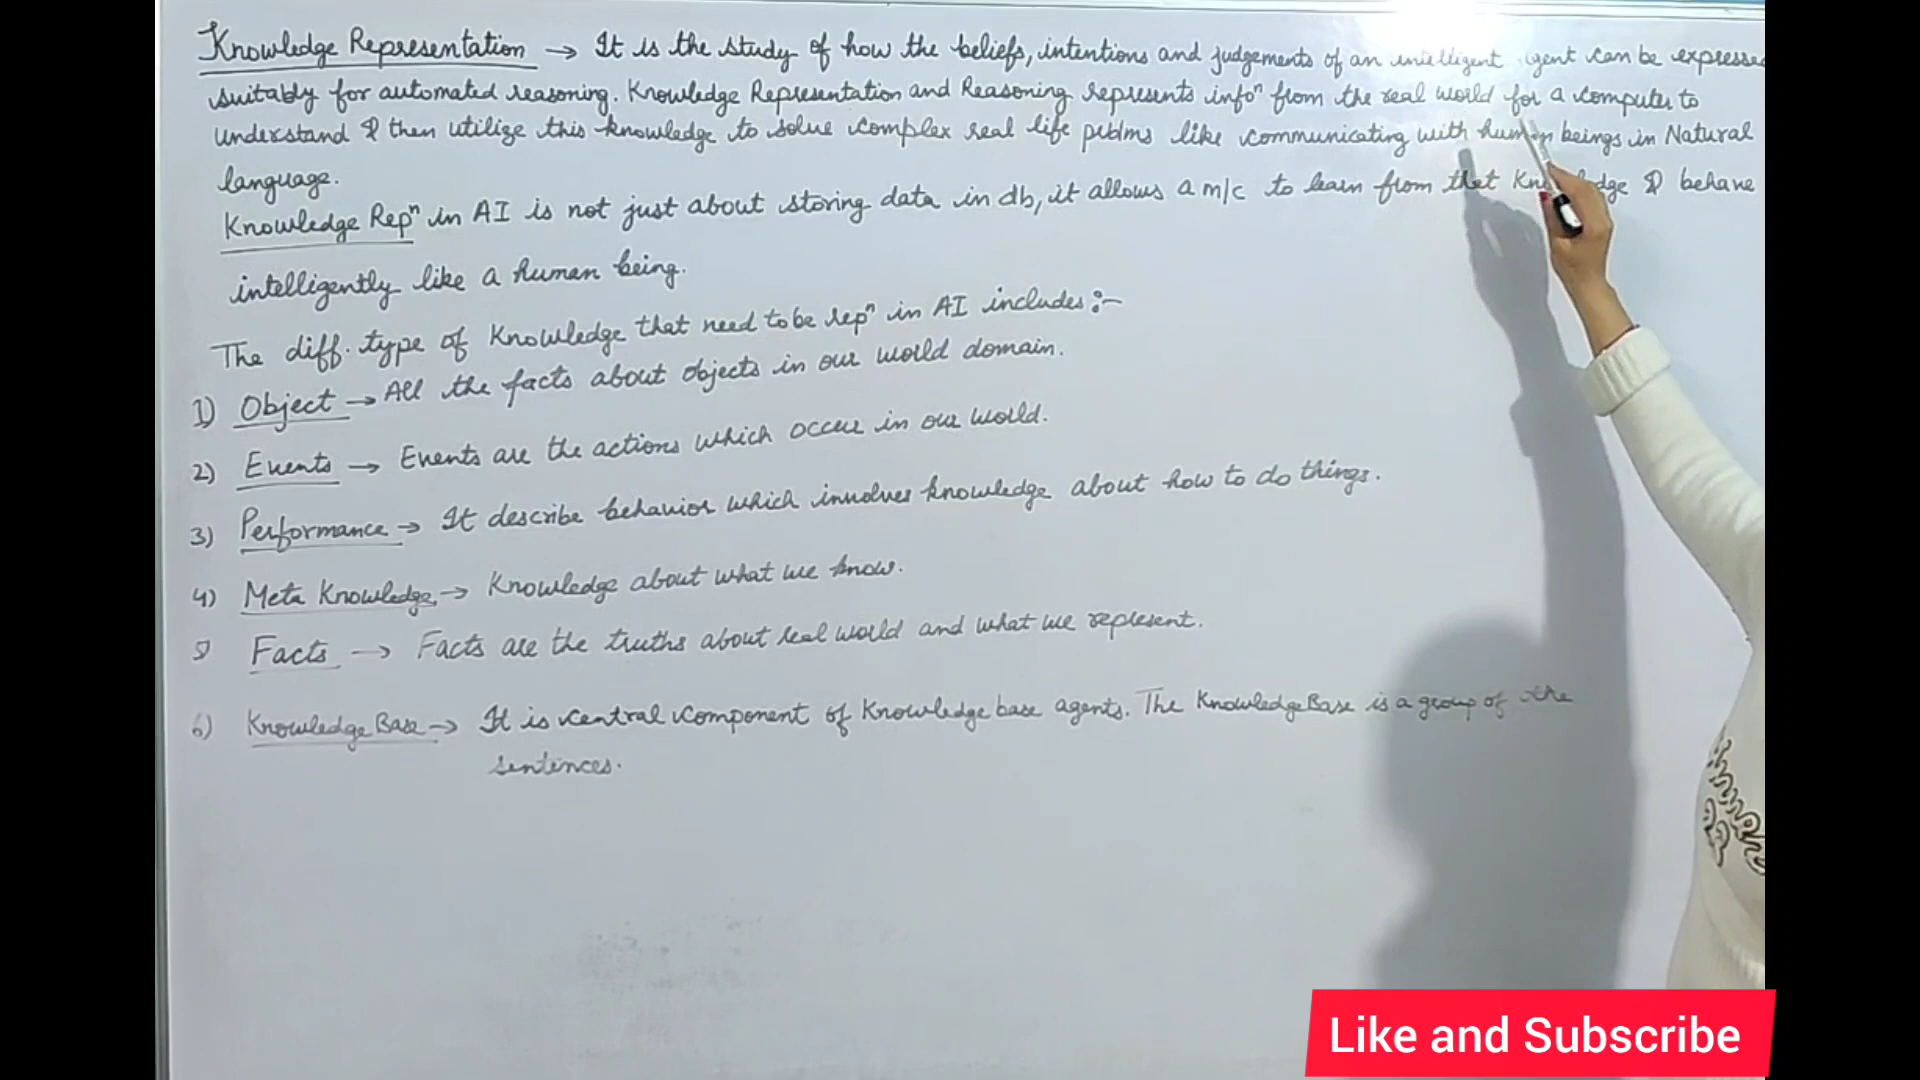 Knowledge Representation → It is the study of how the beliefs, intentions and judgements of an intelligent agent can be expressed
suitably for automated reasoning. Knowledge Representation and Reasoning represents infoⁿ from the real world for a computer to
understand & then utilize this knowledge to solve complex real life pblms like communicating with human beings in Natural
language.
Knowledge Repⁿ in AI is not just about storing data in db, it allows a m/c to learn from that Knowledge & behave
intelligently like a human being.
The diff. type of Knowledge that need to be repⁿ in AI includes :-
1) Object → All the facts about objects in our world domain.
2) Events → Events are the actions which occur in our world.
3) Performance → It describe behavior which involves knowledge about how to do things.
4) Meta Knowledge → Knowledge about what we know.
5) Facts → Facts are the truths about real world and what we represent.
6) Knowledge Base → It is central component of Knowledge base agents. The Knowledge Base is a group of the
sentences.
Like and Subscribe